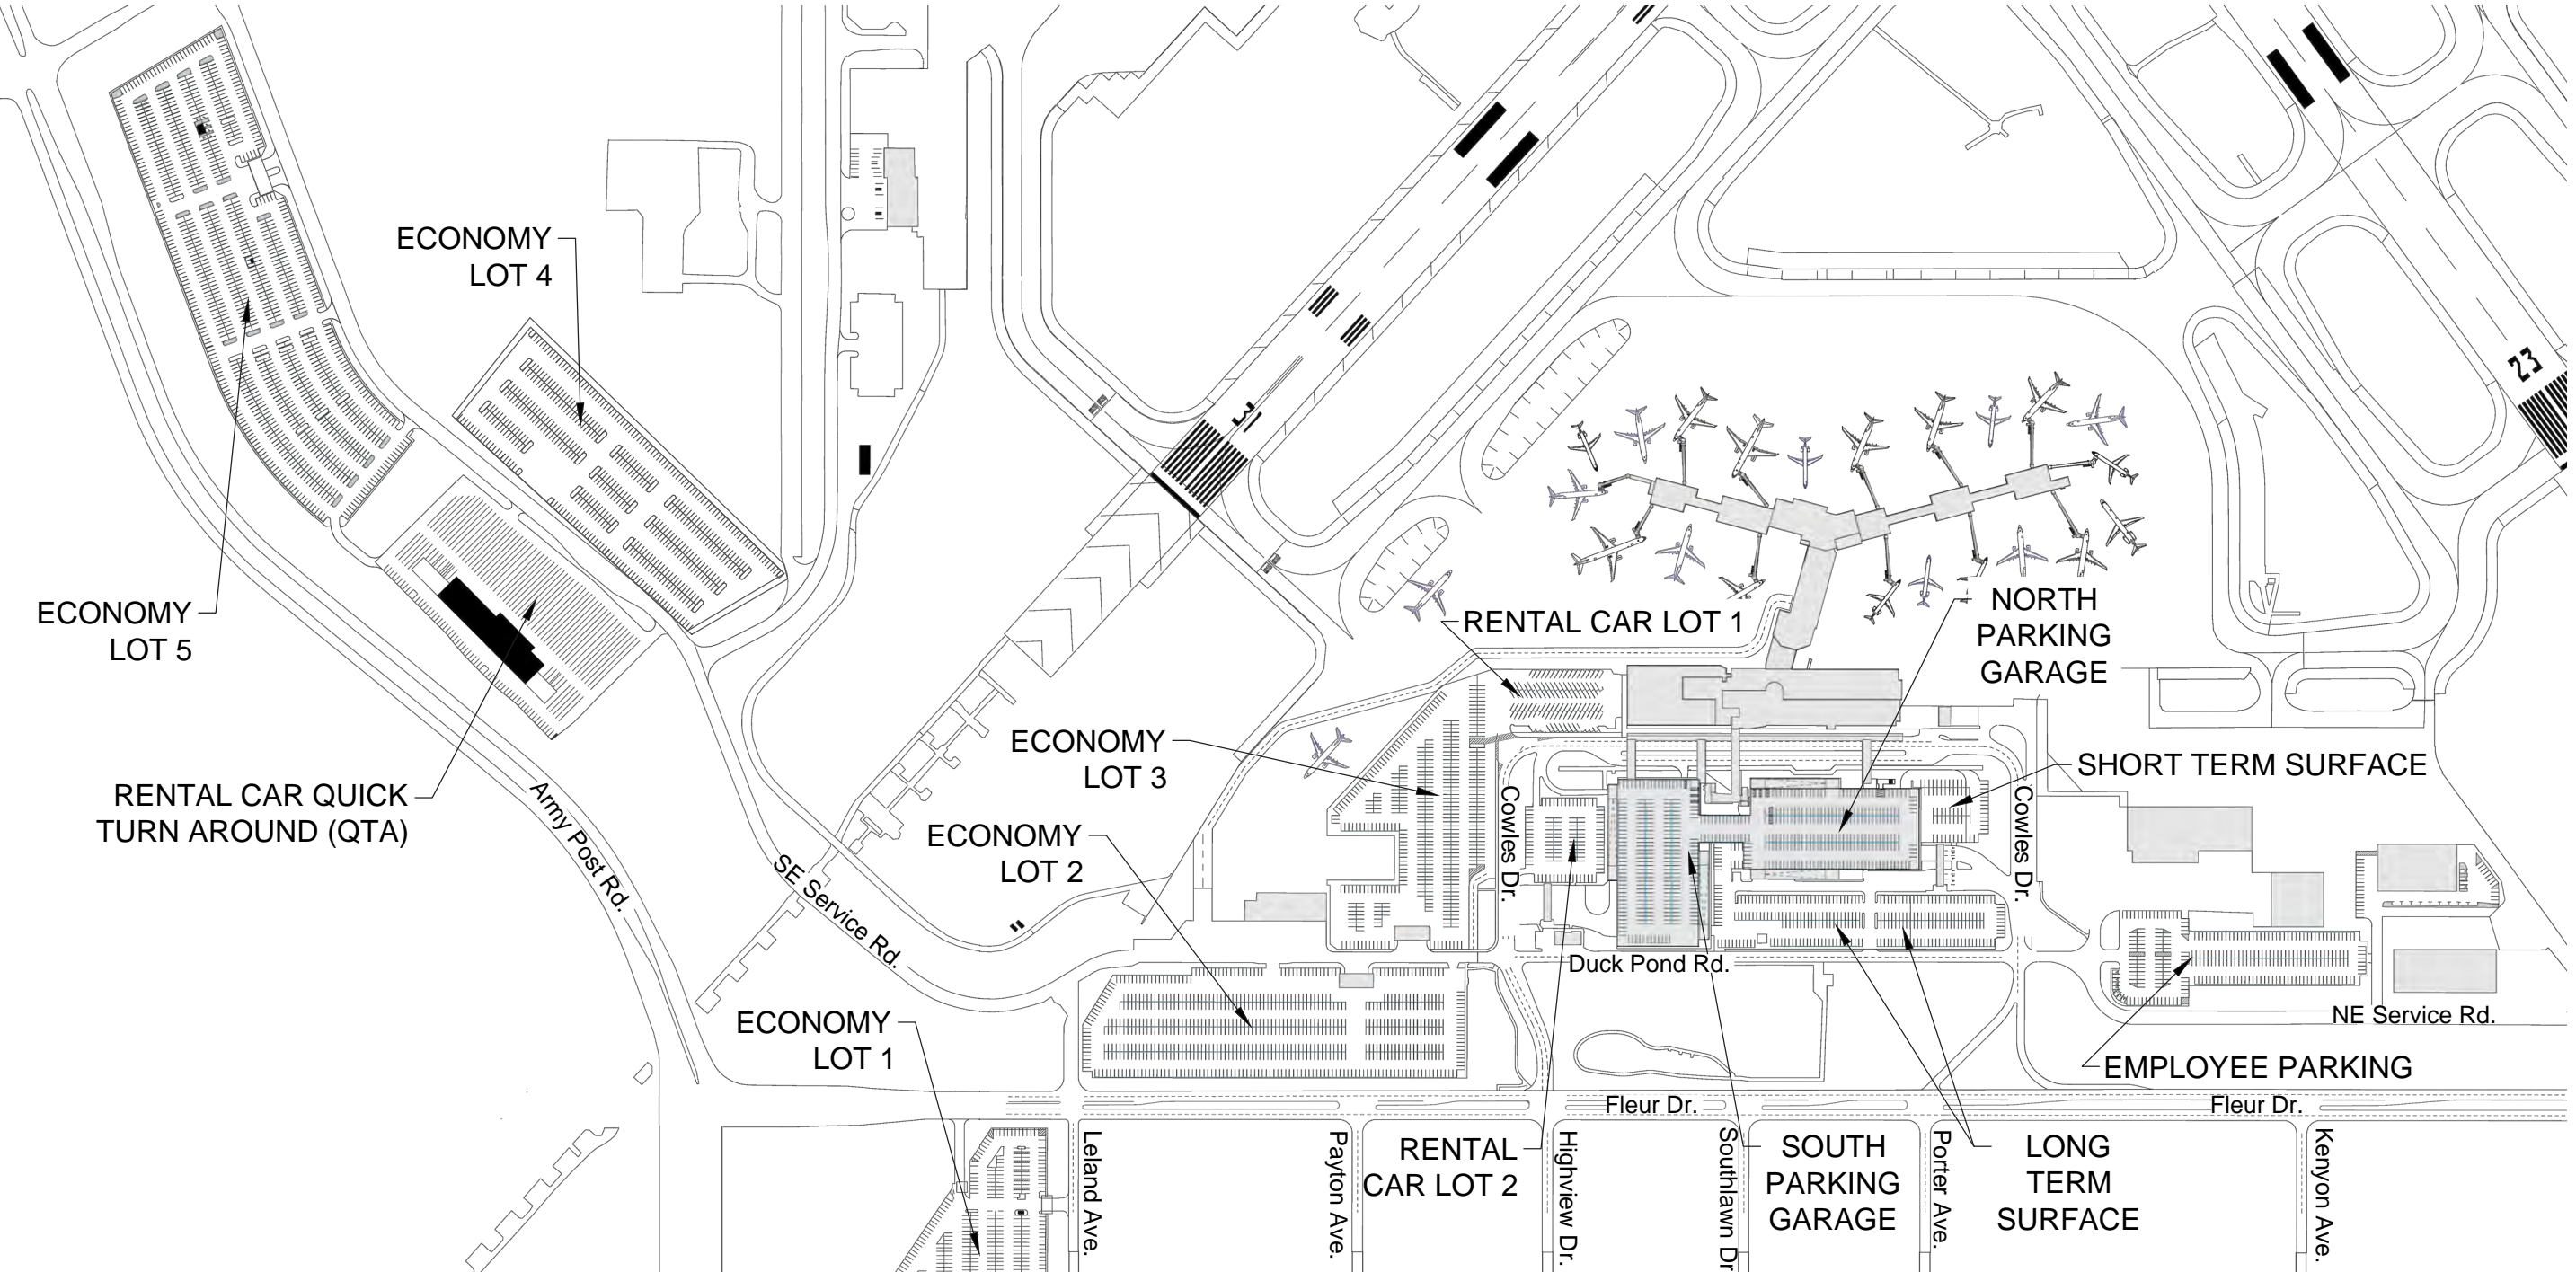 ECONOMY
LOT 4
23
31
ECONOMY
LOT 5
RENTAL CAR LOT 1
NORTH
PARKING
GARAGE
ECONOMY
LOT 3
SHORT TERM SURFACE
RENTAL CAR QUICK
TURN AROUND (QTA)
Army Post Rd.
SE Service Rd.
ECONOMY
LOT 2
Cowles Dr.
Cowles Dr.
Duck Pond Rd.
ECONOMY
LOT 1
NE Service Rd.
EMPLOYEE PARKING
Fleur Dr.
Fleur Dr.
Leland Ave.
Payton Ave.
RENTAL
CAR LOT 2
Highview Dr.
Southlawn Dr
SOUTH
PARKING
GARAGE
Porter Ave.
LONG
TERM
SURFACE
Kenyon Ave.